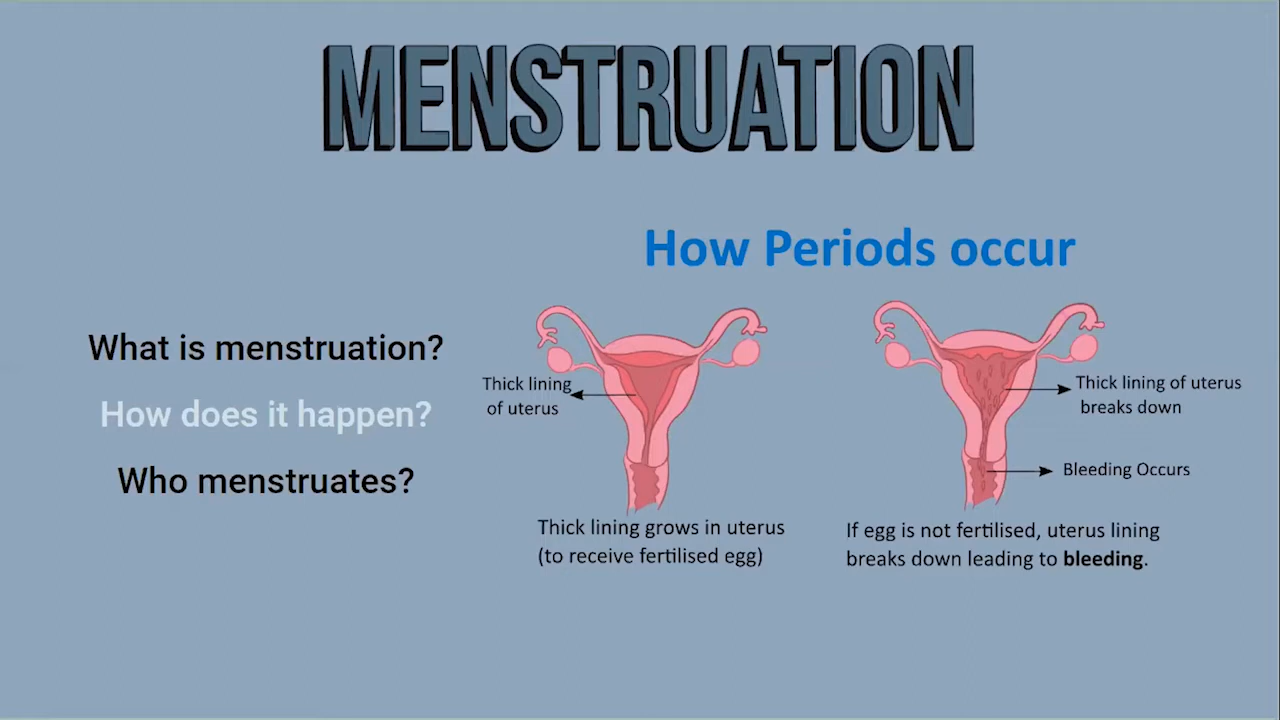 MENSTRUATION
How Periods occur
What is menstruation?
How does it happen?
Who menstruates?
Thick lining
of uterus
Thick lining grows in uterus
(to receive fertilised egg)
Thick lining of uterus
breaks down
Bleeding Occurs
If egg is not fertilised, uterus lining
breaks down leading to bleeding.